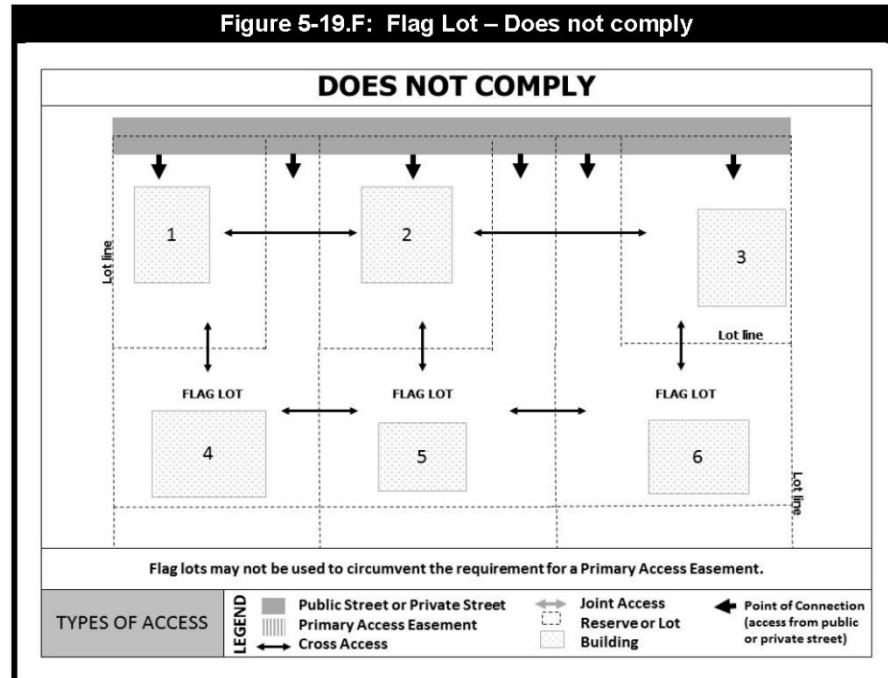 Figure 5-19.F: Flag Lot – Does not comply
DOES NOT COMPLY
1
2
3
Lot line
Lot line
FLAG LOT
FLAG LOT
FLAG LOT
4
5
6
Lot line
Flag lots may not be used to circumvent the requirement for a Primary Access Easement.
TYPES OF ACCESS
LEGEND
Public Street or Private Street
Primary Access Easement
Cross Access
Joint Access
Reserve or Lot
Building
Point of Connection
(access from public
or private street)